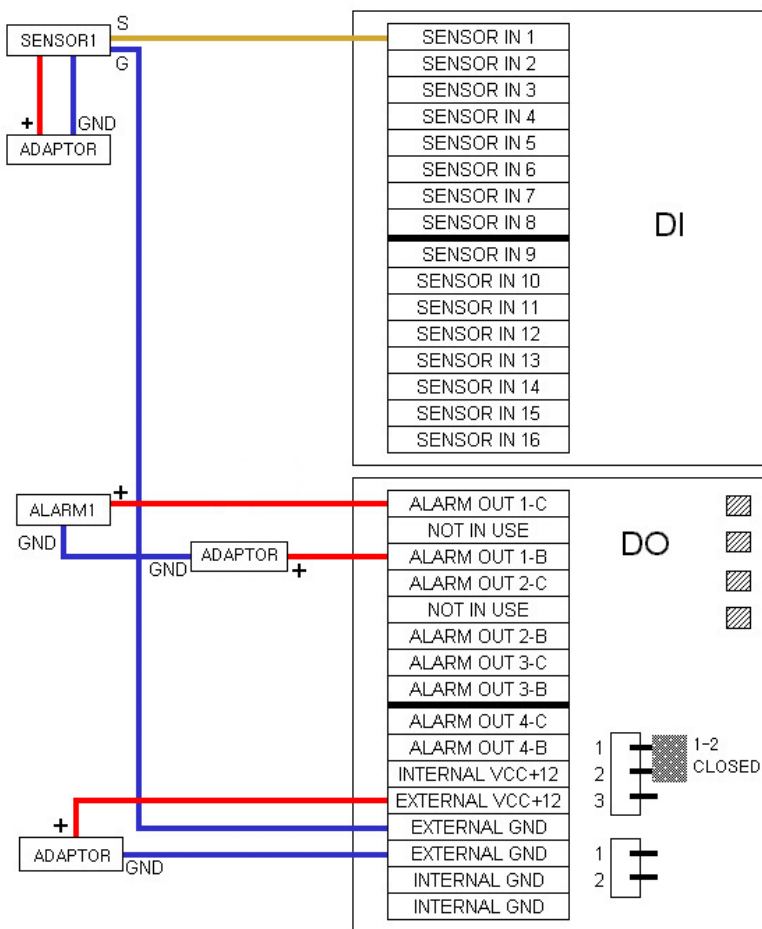 S
SENSOR1
G
+
GND
ADAPTOR
SENSOR IN 1
SENSOR IN 2
SENSOR IN 3
SENSOR IN 4
SENSOR IN 5
SENSOR IN 6
SENSOR IN 7
SENSOR IN 8
SENSOR IN 9
SENSOR IN 10
SENSOR IN 11
SENSOR IN 12
SENSOR IN 13
SENSOR IN 14
SENSOR IN 15
SENSOR IN 16
DI
+
ALARM1
GND
GND
ADAPTOR
+
ALARM OUT 1-C
NOT IN USE
ALARM OUT 1-B
ALARM OUT 2-C
NOT IN USE
ALARM OUT 2-B
ALARM OUT 3-C
ALARM OUT 3-B
ALARM OUT 4-C
ALARM OUT 4-B
INTERNAL VCC+12
EXTERNAL VCC+12
EXTERNAL GND
EXTERNAL GND
INTERNAL GND
INTERNAL GND
DO
1
2
3
1-2
CLOSED
1
2
+
ADAPTOR
GND